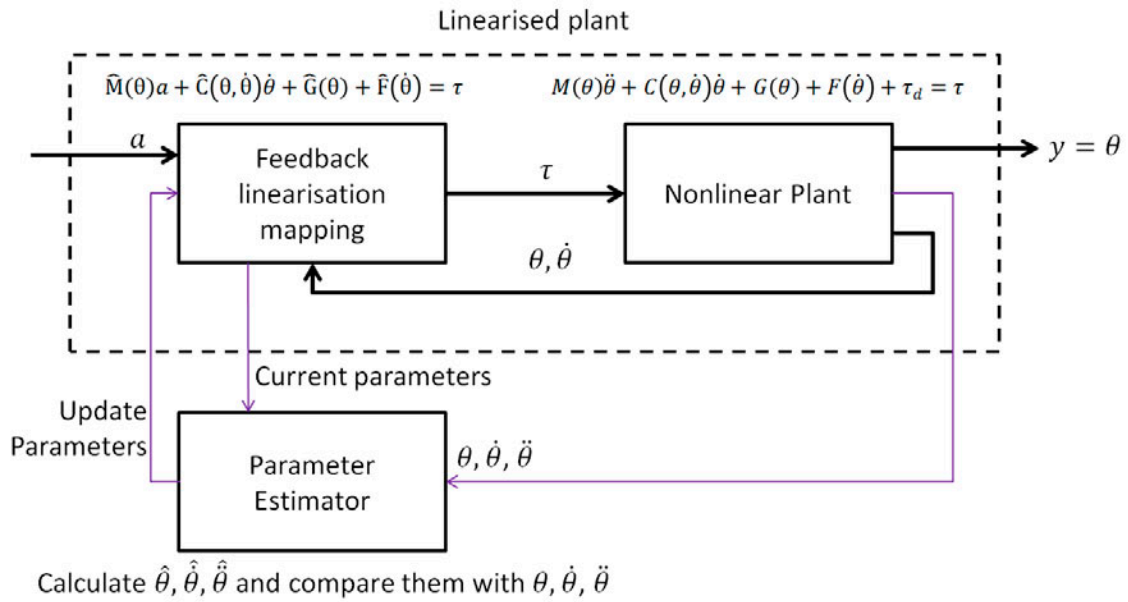 Linearised plant
M̂(θ)a + Ĉ(θ,θ̇)θ̇ + Ĝ(θ) + F̂(θ̇) = τ
M(θ)θ̈ + C(θ,θ̇)θ̇ + G(θ) + F(θ̇) + τ_d = τ
a
Feedback
linearisation
mapping
τ
Nonlinear Plant
y = θ
θ, θ̇
Current parameters
Update
Parameters
Parameter
Estimator
θ, θ̇, θ̈
Calculate θ̂, θ̇̂, θ̈̂ and compare them with θ, θ̇, θ̈